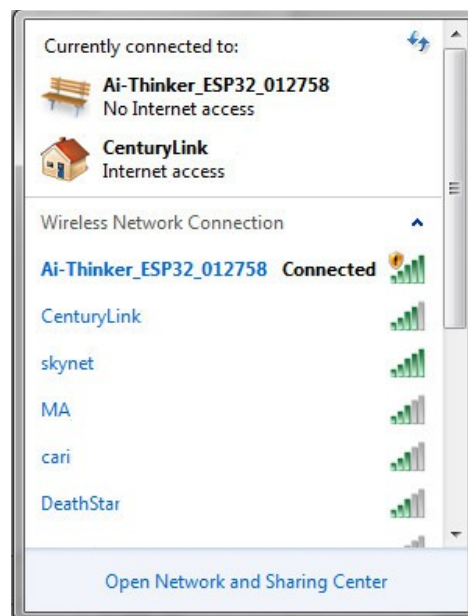 Currently connected to:
Ai-Thinker_ESP32_012758
No Internet access
CenturyLink
Internet access
Wireless Network Connection
Ai-Thinker_ESP32_012758 Connected
CenturyLink
skynet
MA
cari
DeathStar
Open Network and Sharing Center